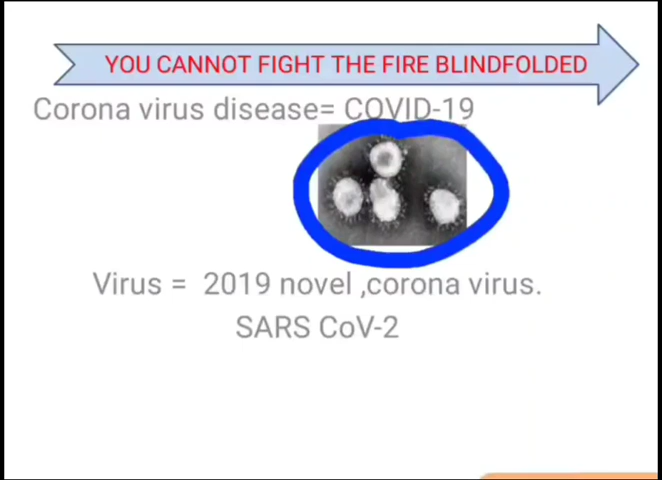 YOU CANNOT FIGHT THE FIRE BLINDFOLDED
Corona virus disease= COVID-19
Virus = 2019 novel ,corona virus.
SARS CoV-2